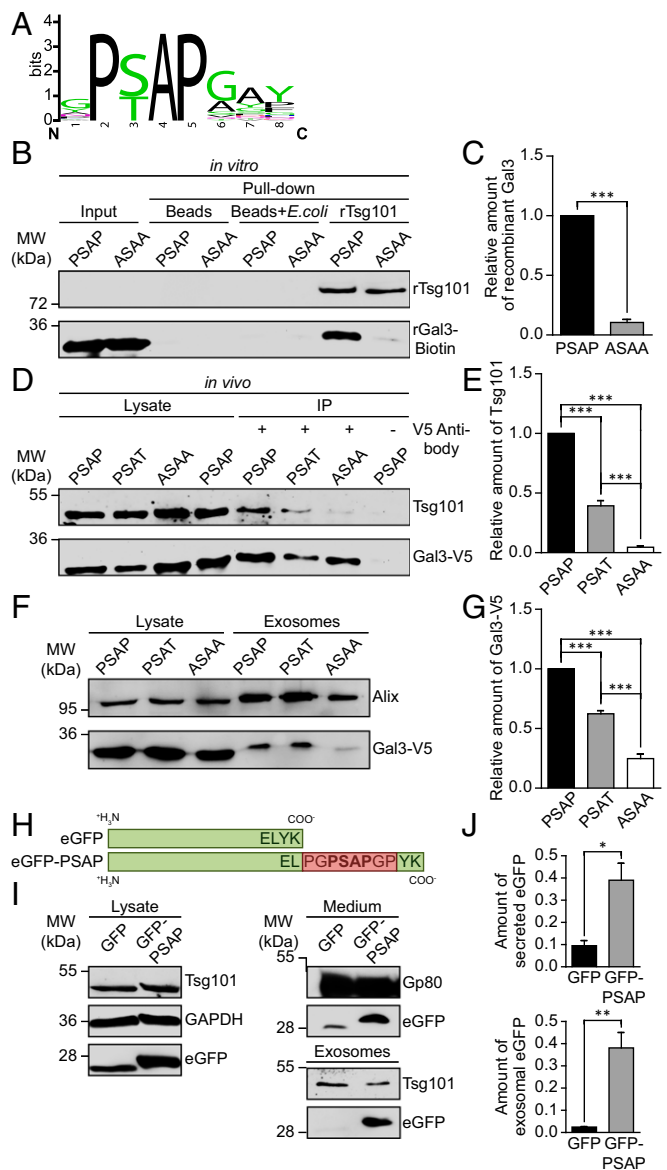 A
bits
4
3
2
1
0
G PSTAP GAY
1 2 3 4 5 6 7 8
N C
B
in vitro
Pull-down
Input Beads Beads+E.coli rTsg101
MW (kDa)
PSAP ASAA PSAP ASAA PSAP ASAA PSAP ASAA
72 rTsg101
36 rGal3-Biotin
C
Relative amount of recombinant Gal3
1.5
1.0
0.5
0.0
***
PSAP ASAA
D
in vivo
Lysate IP
+ + + - V5 Anti-body
MW (kDa)
PSAP PSAT ASAA PSAP PSAP PSAT ASAA PSAP
55 Tsg101
36 Gal3-V5
E
Relative amount of Tsg101
1.5
1.0
0.5
0.0
***
***
***
PSAP PSAT ASAA
F
Lysate Exosomes
MW (kDa)
PSAP PSAT ASAA PSAP PSAT ASAA
95 Alix
36 Gal3-V5
G
Relative amount of Gal3-V5
1.5
1.0
0.5
0.0
***
***
***
PSAP PSAT ASAA
H
+H3N COO-
eGFP ELYK
eGFP-PSAP EL PGPSAPGP YK
+H3N COO-
I
Lysate
MW (kDa)
GFP GFP-PSAP
55 Tsg101
36 GAPDH
28 eGFP
Medium
MW (kDa)
GFP GFP-PSAP
55 Gp80
28 eGFP
Exosomes
55 Tsg101
28 eGFP
J
Amount of secreted eGFP
0.5
0.4
0.3
0.2
0.1
0.0
*
GFP GFP-PSAP
Amount of exosomal eGFP
0.5
0.4
0.3
0.2
0.1
0.0
**
GFP GFP-PSAP